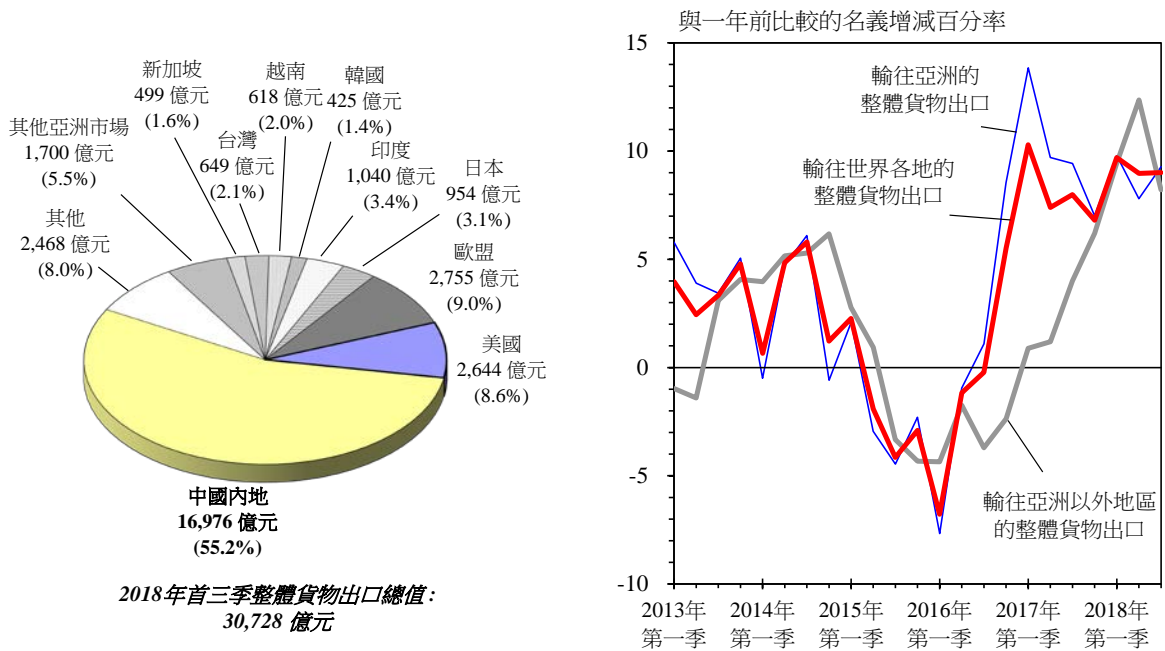 新加坡
499 億元
(1.6%)
越南
618 億元
(2.0%)
韓國
425 億元
(1.4%)
其他亞洲市場
1,700 億元
(5.5%)
台灣
649 億元
(2.1%)
印度
1,040 億元
(3.4%)
日本
954 億元
(3.1%)
其他
2,468 億元
(8.0%)
歐盟
2,755 億元
(9.0%)
美國
2,644 億元
(8.6%)
中國內地
16,976 億元
(55.2%)
2018年首三季整體貨物出口總值:
30,728 億元
與一年前比較的名義增減百分率
15
10
5
0
-5
-10
輸往亞洲的
整體貨物出口
輸往世界各地的
整體貨物出口
輸往亞洲以外地區
的整體貨物出口
2013年
第一季
2014年
第一季
2015年
第一季
2016年
第一季
2017年
第一季
2018年
第一季